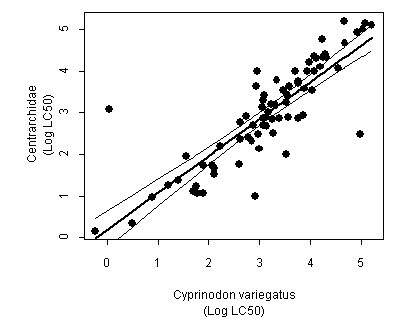 Centrarchidae
(Log LC50)
5
4
3
2
1
0
0 1 2 3 4 5
Cyprinodon variegatus
(Log LC50)